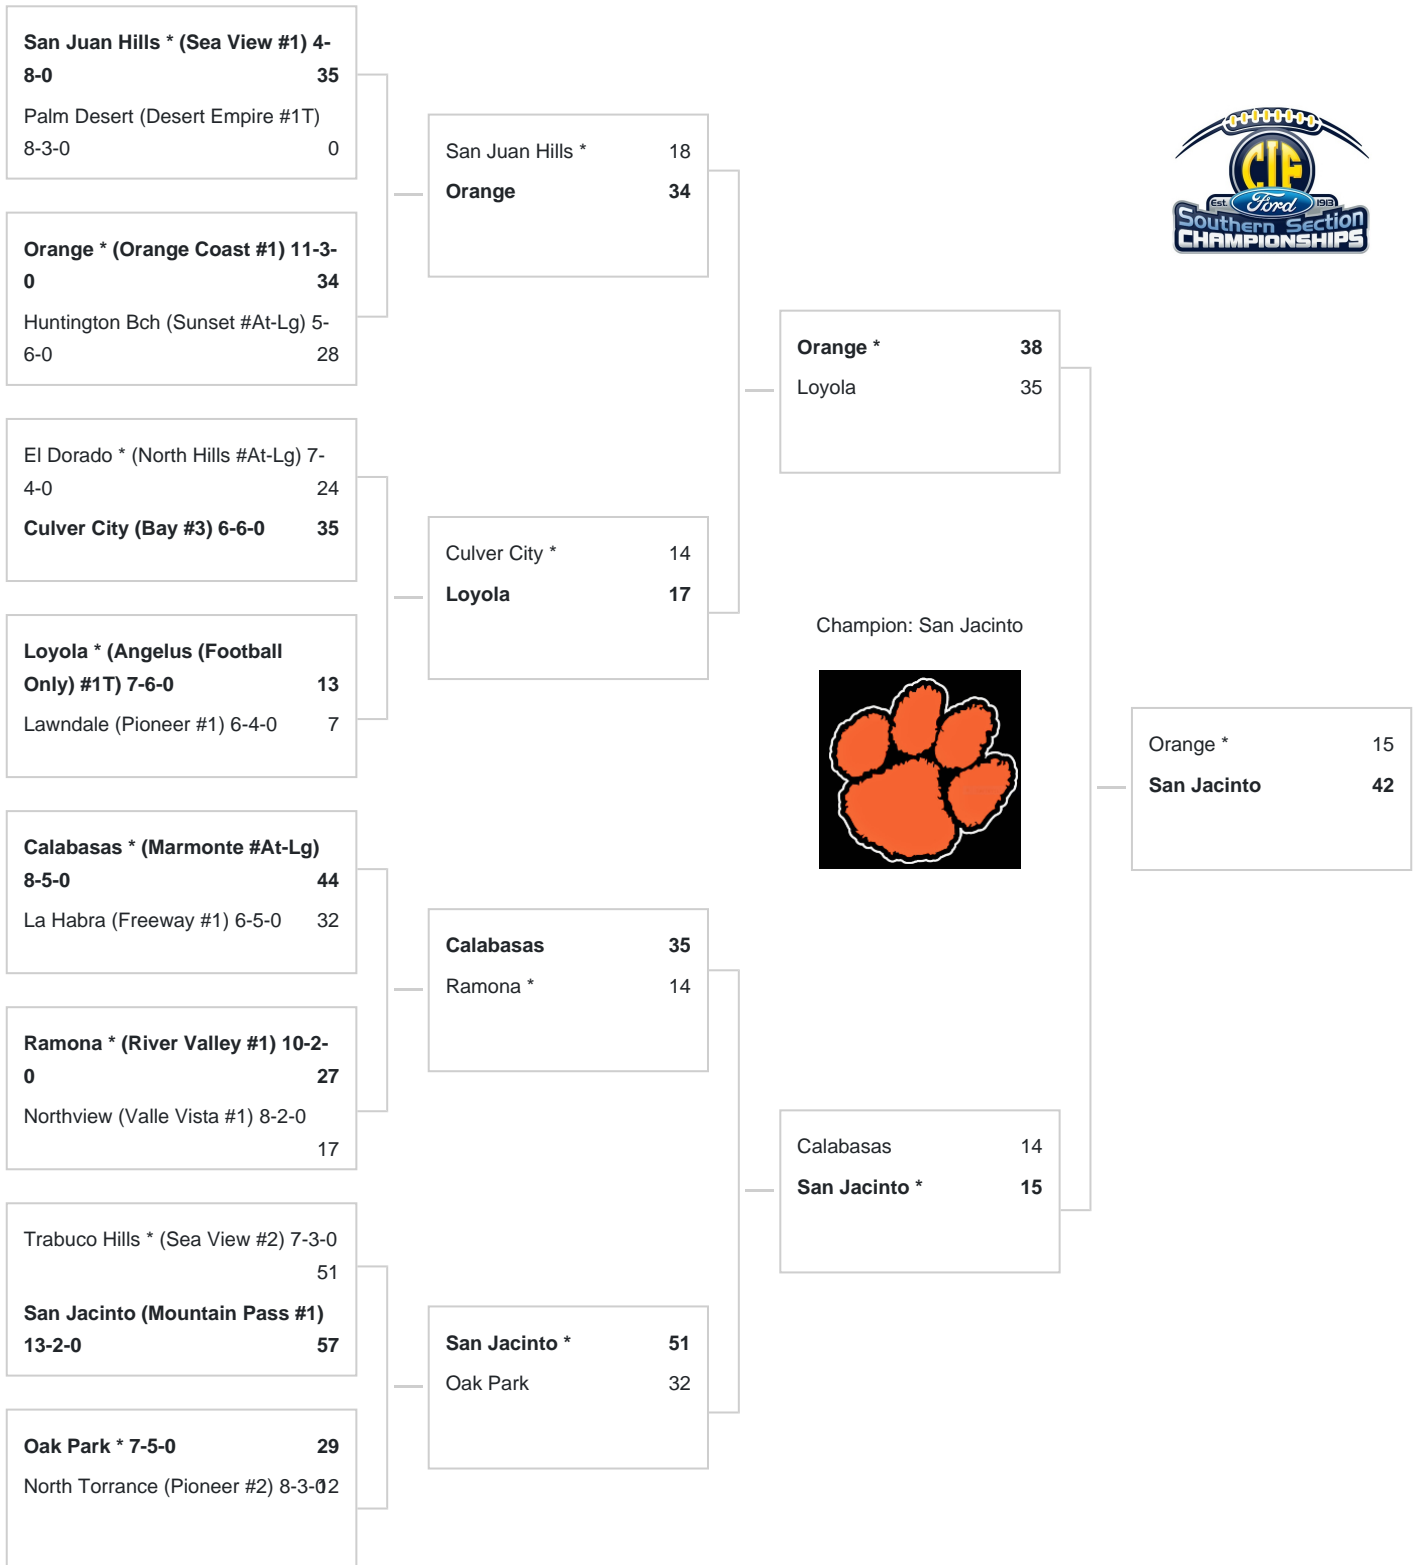 San Juan Hills * (Sea View #1) 4-
8-0 35
Palm Desert (Desert Empire #1T)
8-3-0 0
Orange * (Orange Coast #1) 11-3-
0 34
Huntington Bch (Sunset #At-Lg) 5-
6-0 28
El Dorado * (North Hills #At-Lg) 7-
4-0 24
Culver City (Bay #3) 6-6-0 35
Loyola * (Angelus (Football
Only) #1T) 7-6-0 13
Lawndale (Pioneer #1) 6-4-0 7
Calabasas * (Marmonte #At-Lg)
8-5-0 44
La Habra (Freeway #1) 6-5-0 32
Ramona * (River Valley #1) 10-2-
0 27
Northview (Valle Vista #1) 8-2-0
17
Trabuco Hills * (Sea View #2) 7-3-0
51
San Jacinto (Mountain Pass #1)
13-2-0 57
Oak Park * 7-5-0 29
North Torrance (Pioneer #2) 8-3-0 12
San Juan Hills * 18
Orange 34
Culver City * 14
Loyola 17
Calabasas 35
Ramona * 14
San Jacinto * 51
Oak Park 32
Orange * 38
Loyola 35
Calabasas 14
San Jacinto * 15
Champion: San Jacinto
Orange * 15
San Jacinto 42
CIF
Est. Ford 1913
Southern Section
CHAMPIONSHIPS